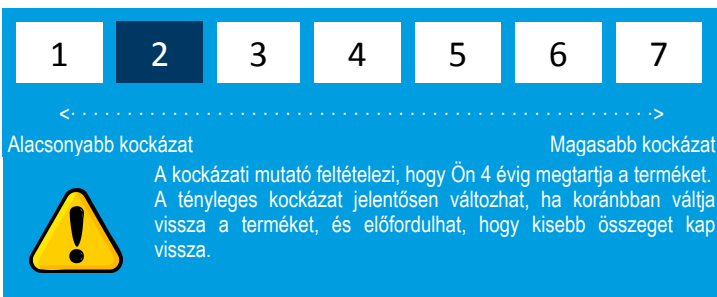 1 2 3 4 5 6 7
Alacsonyabb kockázat Magasabb kockázat
A kockázati mutató feltételezi, hogy Ön 4 évig megtartja a terméket.
A tényleges kockázat jelentősen változhat, ha koránbban váltja
vissza a terméket, és előfordulhat, hogy kisebb összeget kap
vissza.